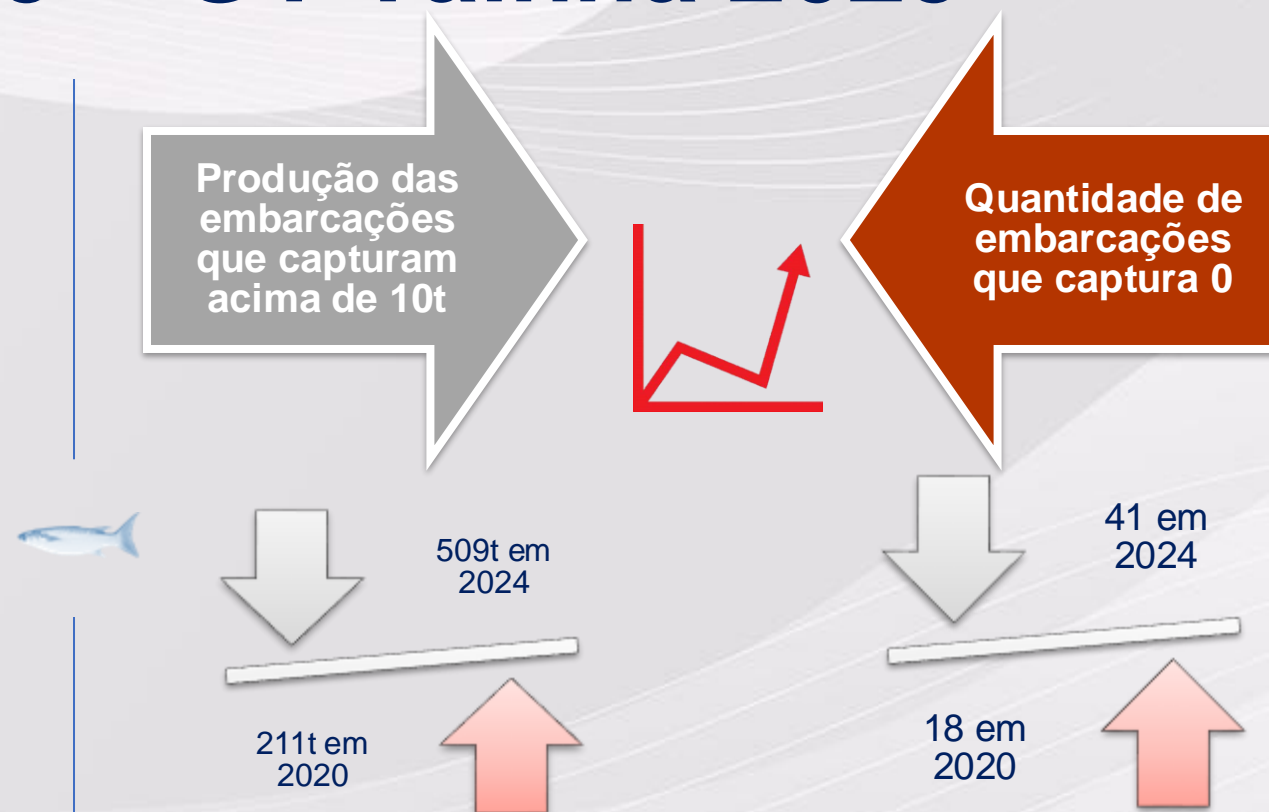 Produção das
embarcações
que capturam
acima de 10t
Quantidade de
embarcações
que captura 0
509t em
2024
211t em
2020
41 em
2024
18 em
2020